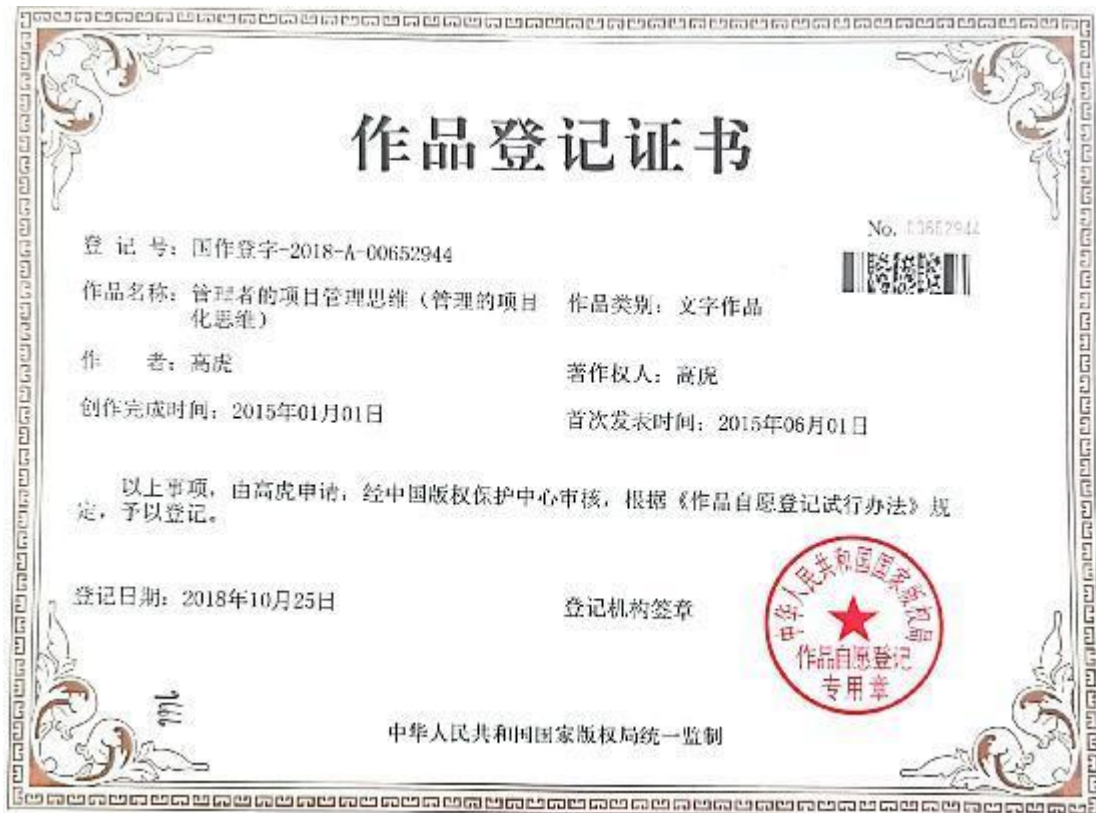 作品登记证书
No. 00652944
登 记 号：国作登字-2018-A-00652944
作品名称：管理者的项目管理思维（管理的项目化思维）
作品类别：文字作品
作 者：高虎
著作权人：高虎
创作完成时间：2015年01月01日
首次发表时间：2015年06月01日
以上事项，由高虎申请，经中国版权保护中心审核，根据《作品自愿登记试行办法》规
定，予以登记。
登记日期：2018年10月25日
登记机构签章
中华人民共和国国家版权局
作品自愿登记
专用章
中华人民共和国国家版权局统一监制